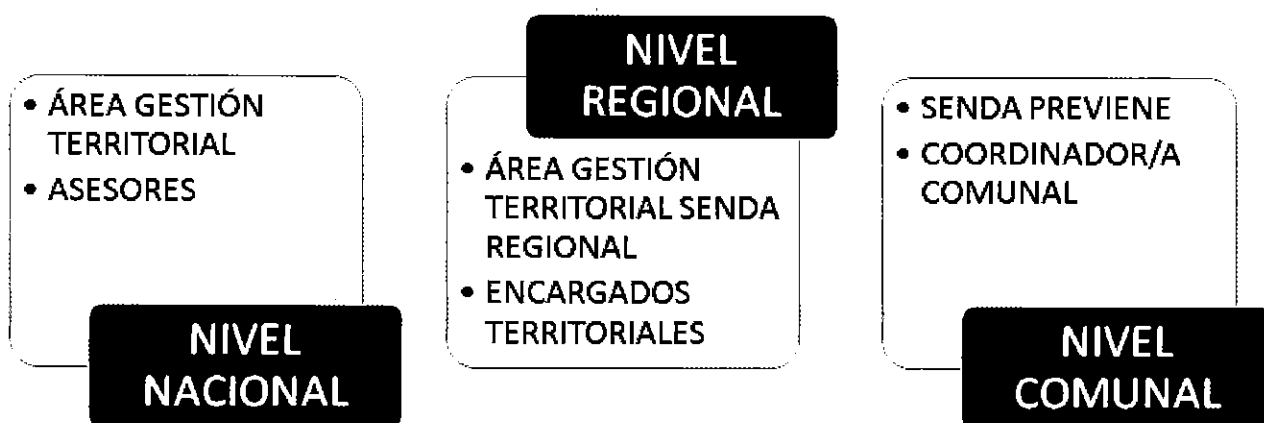 • ÁREA GESTIÓN
TERRITORIAL
• ASESORES
NIVEL
NACIONAL
NIVEL
REGIONAL
• ÁREA GESTIÓN
TERRITORIAL SENDA
REGIONAL
• ENCARGADOS
TERRITORIALES
• SENDA PREVIENE
• COORDINADOR/A
COMUNAL
NIVEL
COMUNAL